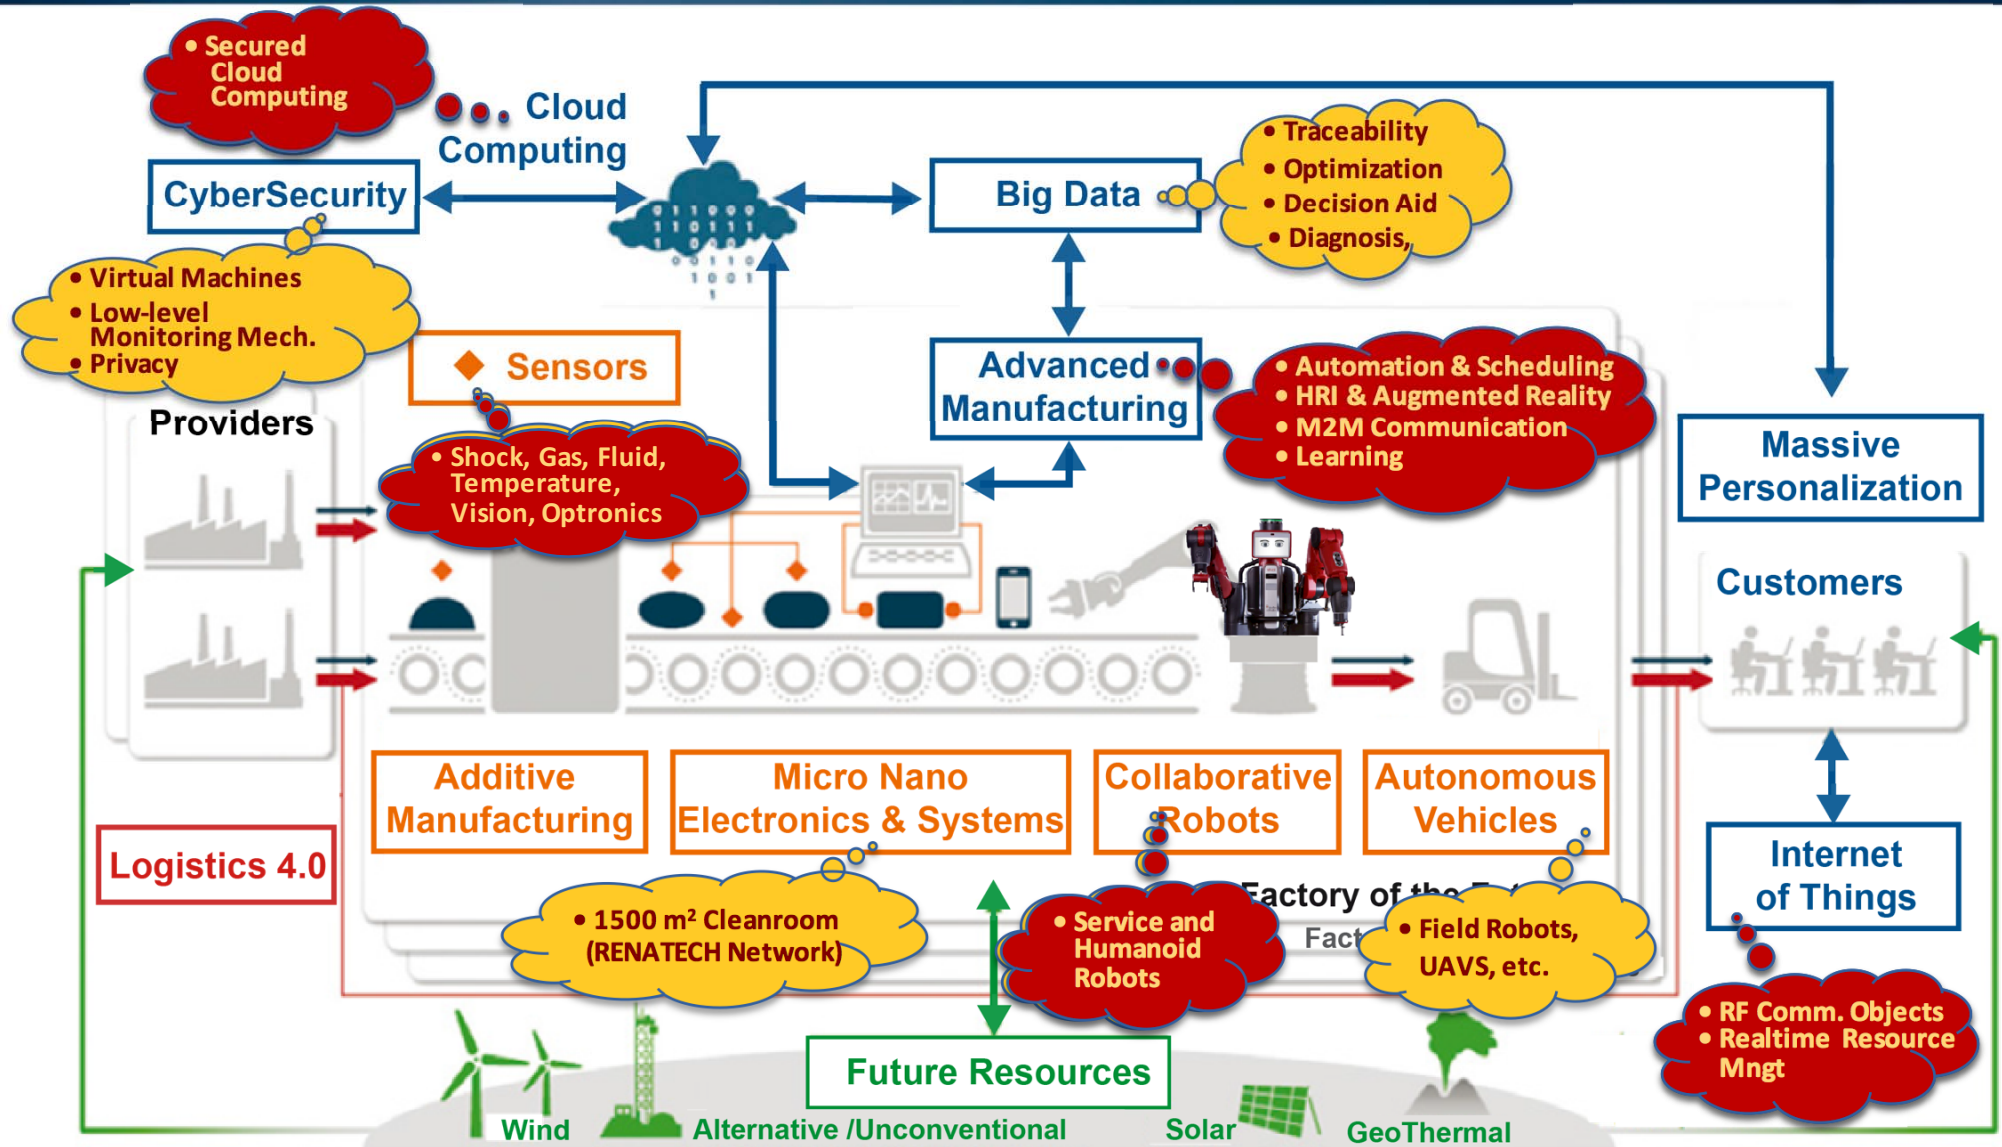 • Secured
Cloud
Computing
Cloud
Computing
CyberSecurity
Big Data
• Traceability
• Optimization
• Decision Aid
• Diagnosis,
• Virtual Machines
• Low-level
Monitoring Mech.
• Privacy
Sensors
Advanced
Manufacturing
• Automation & Scheduling
• HRI & Augmented Reality
• M2M Communication
• Learning
Massive
Personalization
Providers
• Shock, Gas, Fluid,
Temperature,
Vision, Optronics
Customers
Additive
Manufacturing
Micro Nano
Electronics & Systems
Collaborative
Robots
Autonomous
Vehicles
Logistics 4.0
Internet
of Things
Factory of the
• 1500 m² Cleanroom
(RENATECH Network)
• Service and
Humanoid
Robots
• Field Robots,
UAVS, etc.
• RF Comm. Objects
• Realtime Resource
Mngt
Future Resources
Wind
Alternative /Unconventional
Solar
GeoThermal